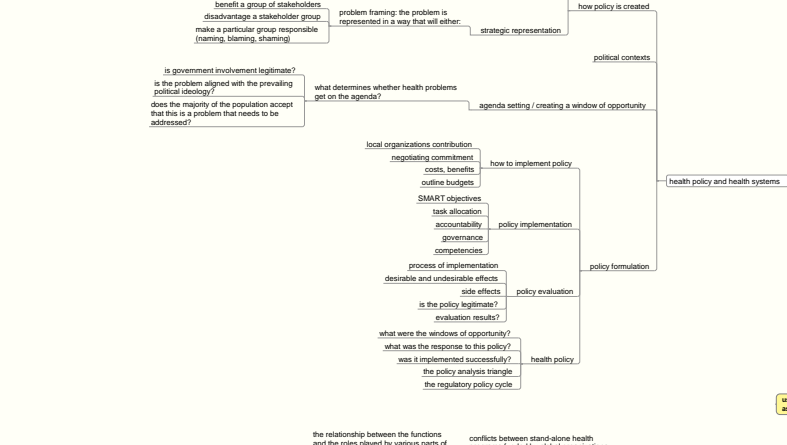 benefit a group of stakeholders
disadvantage a stakeholder group
make a particular group responsible
(naming, blaming, shaming)
problem framing: the problem is
represented in a way that will either:
strategic representation
how policy is created
political contexts
is government involvement legitimate?
is the problem aligned with the prevailing
political ideology?
does the majority of the population accept
that this is a problem that needs to be
addressed?
what determines whether health problems
get on the agenda?
agenda setting / creating a window of opportunity
health policy and health systems
local organizations contribution
negotiating commitment
costs, benefits
outline budgets
how to implement policy
SMART objectives
task allocation
accountability
governance
competencies
policy implementation
policy formulation
process of implementation
desirable and undesirable effects
side effects
is the policy legitimate?
evaluation results?
policy evaluation
what were the windows of opportunity?
what was the response to this policy?
was it implemented successfully?
the policy analysis triangle
the regulatory policy cycle
health policy
the relationship between the functions
and the roles played by various parts of
conflicts between stand-alone health